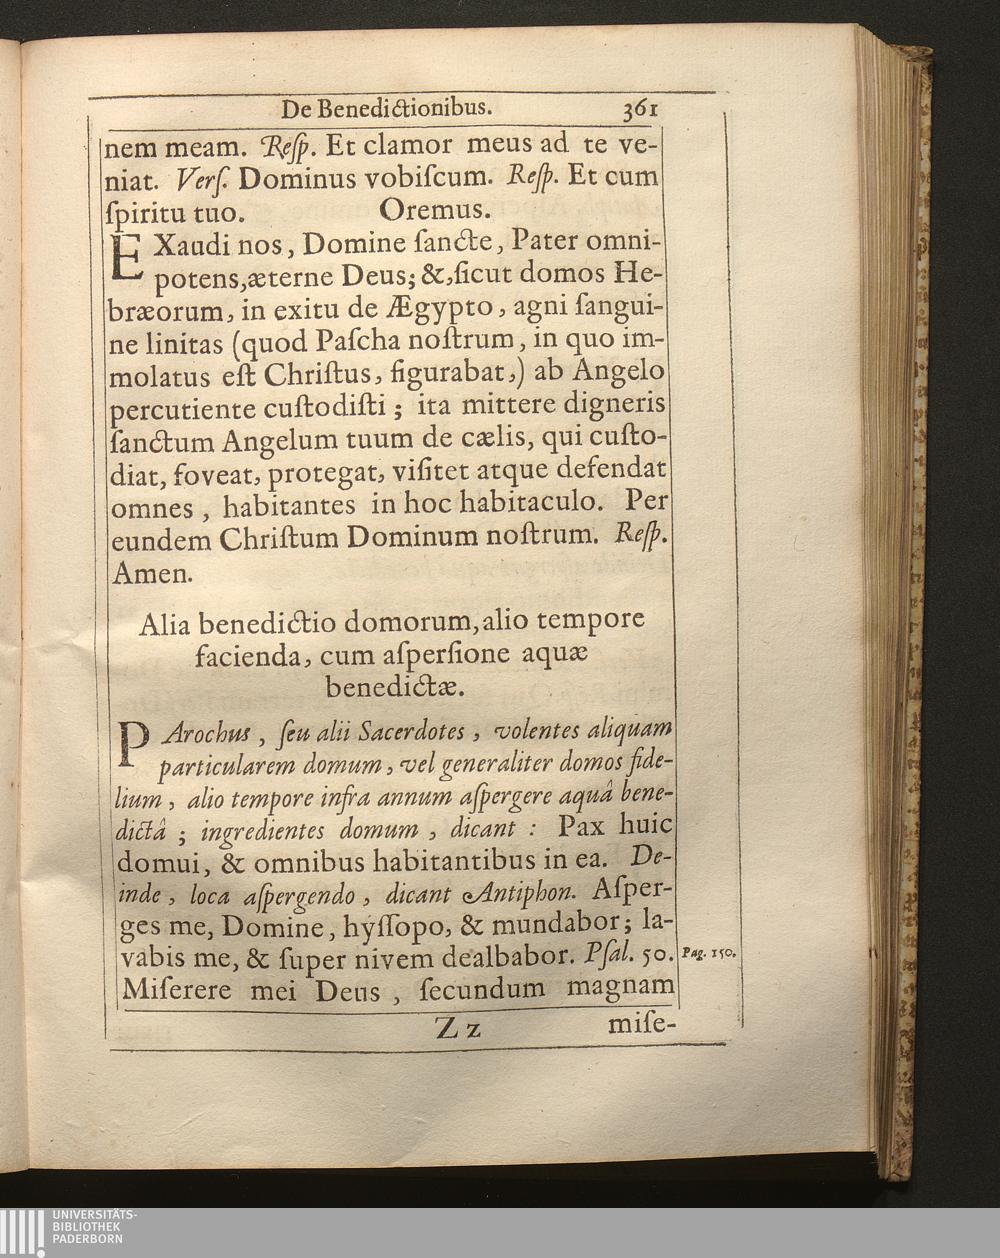 De Benedictionibus. 361
nem meam. Reſp. Et clamor meus ad te ve-
niat. Verſ. Dominus vobiſcum. Reſp. Et cum
ſpiritu tuo. Oremus.
EXaudi nos, Domine ſancte, Pater omni-
potens,æterne Deus; &,ſicut domos He-
bræorum, in exitu de Ægypto, agni ſangui-
ne linitas (quod Paſcha noſtrum, in quo im-
molatus eſt Chriſtus, figurabat,) ab Angelo
percutiente cuſtodiſti; ita mittere digneris
ſanctum Angelum tuum de cælis, qui cuſto-
diat, foveat, protegat, viſitet atque defendat
omnes, habitantes in hoc habitaculo. Per
eundem Chriſtum Dominum noſtrum. Reſp.
Amen.
Alia benedictio domorum, alio tempore
facienda, cum aſperſione aquæ
benedictæ.
PArochus, ſeu alii Sacerdotes, volentes aliquam
particularem domum, vel generaliter domos fide-
lium, alio tempore infra annum aſpergere aquâ bene-
dictâ; ingredientes domum, dicant: Pax huic
domui, & omnibus habitantibus in ea. De-
inde, loca aſpergendo, dicant Antiphon. Aſper-
ges me, Domine, hyſſopo, & mundabor; la-
vabis me, & ſuper nivem dealbabor. Pſal. 50. Pag. 150.
Miſerere mei Deus, ſecundum magnam
Zz miſe-
UNIVERSITÄTS-
BIBLIOTHEK
PADERBORN